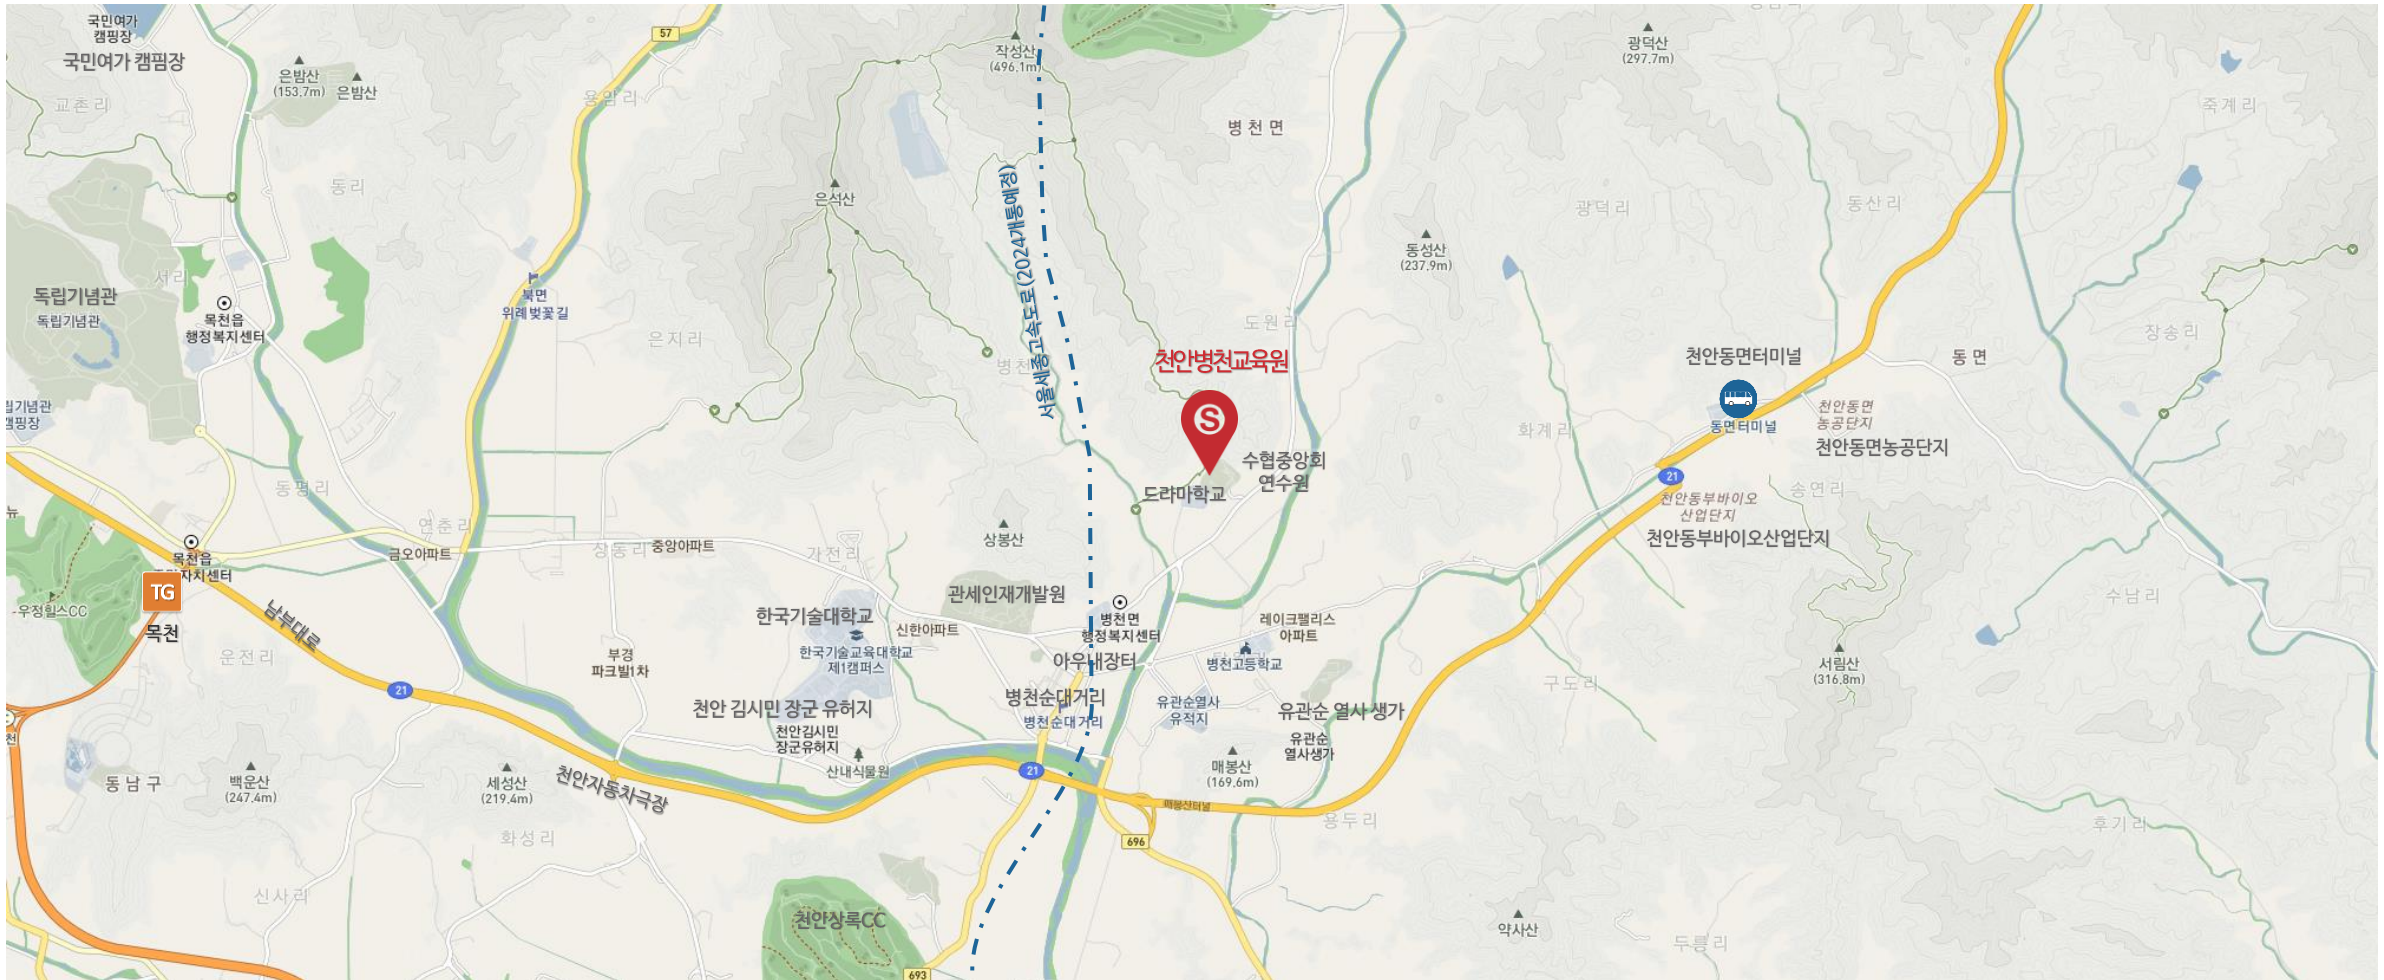 국민여가
캠핑장
국민여가 캠핌장
은밤산
(153.7m)
은밤산
교촌리
57
용암리
작성산
(496.1m)
병천면
광덕산
(297.7m)
죽계리
동리
은석산
서울세종고속도로(2024개통예정)
광덕리
동산리
동성산
(237.9m)
서리
독립기념관
독립기념관
목천읍
행정복지센터
북면
위례벚꽃길
은지리
도원리
장송리
천안병천교육원
S
천안동면터미널
동면
동면터미널
천안동면
농공단지
천안동면농공단지
립기념관
캠핑장
화계리
동평리
수협중앙회
연수원
드라마학교
21
천안동부바이오
산업단지
천안동부바이오산업단지
송연리
연춘리
금오아파트
상동리
중앙아파트
가전리
상봉산
목천읍
자치센터
TG
목천
우정힐스CC
남부대로
관세인재개발원
한국기술대학교
신한아파트
한국기술교육대학교
제1캠퍼스
병천면
행정복지센터
레이크팰리스
아파트
아우내장터
병천고등학교
수남리
운전리
부경
파크빌1차
서림산
(316.8m)
구도리
21
천안 김시민 장군 유허지
천안김시민
장군유허지
병천순대거리
병천순대거리
유관순열사
유적지
유관순 열사 생가
유관순
열사생가
산내식물원
21
매봉산
(169.6m)
동남구
백운산
(247.4m)
세성산
(219.4m)
천안자동차극장
매봉산터널
용두리
화성리
696
후기리
신사리
천안상록CC
약사산
두릉리
693